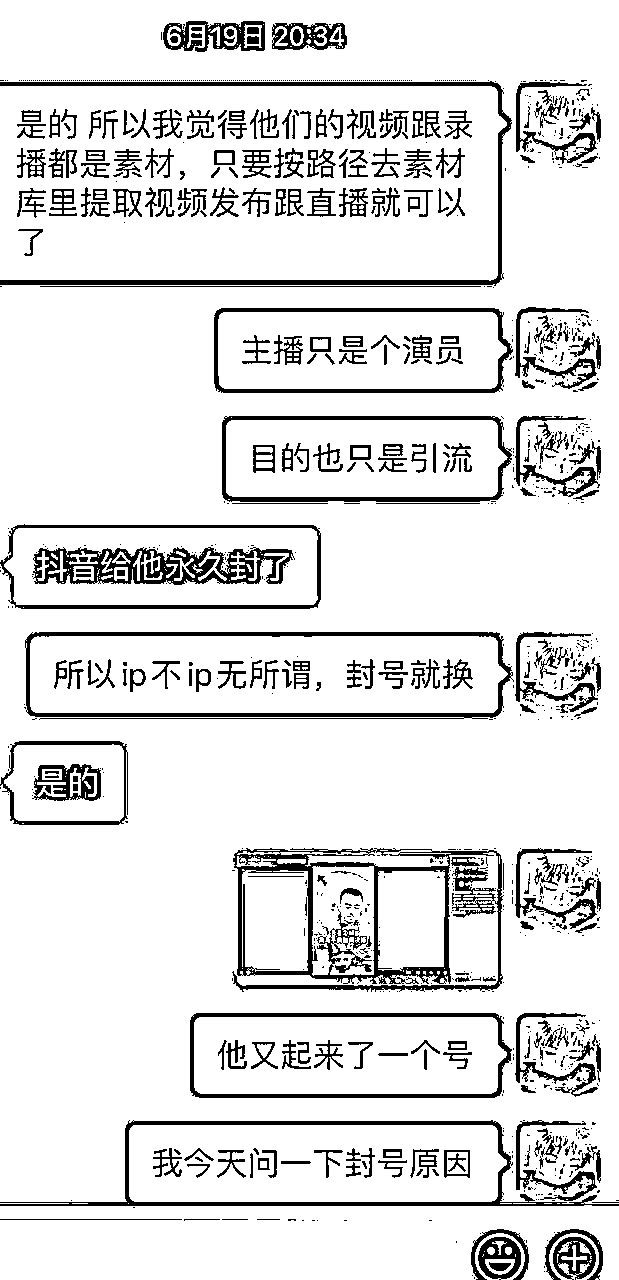 6月19日 20:34
是的 所以我觉得他们的视频跟录
播都是素材，只要按路径去素材
库里提取视频发布跟直播就可以
了
主播只是个演员
目的也只是引流
抖音给他永久封了
所以ip不ip无所谓，封号就换
是的
他又起来了一个号
我今天问一下封号原因